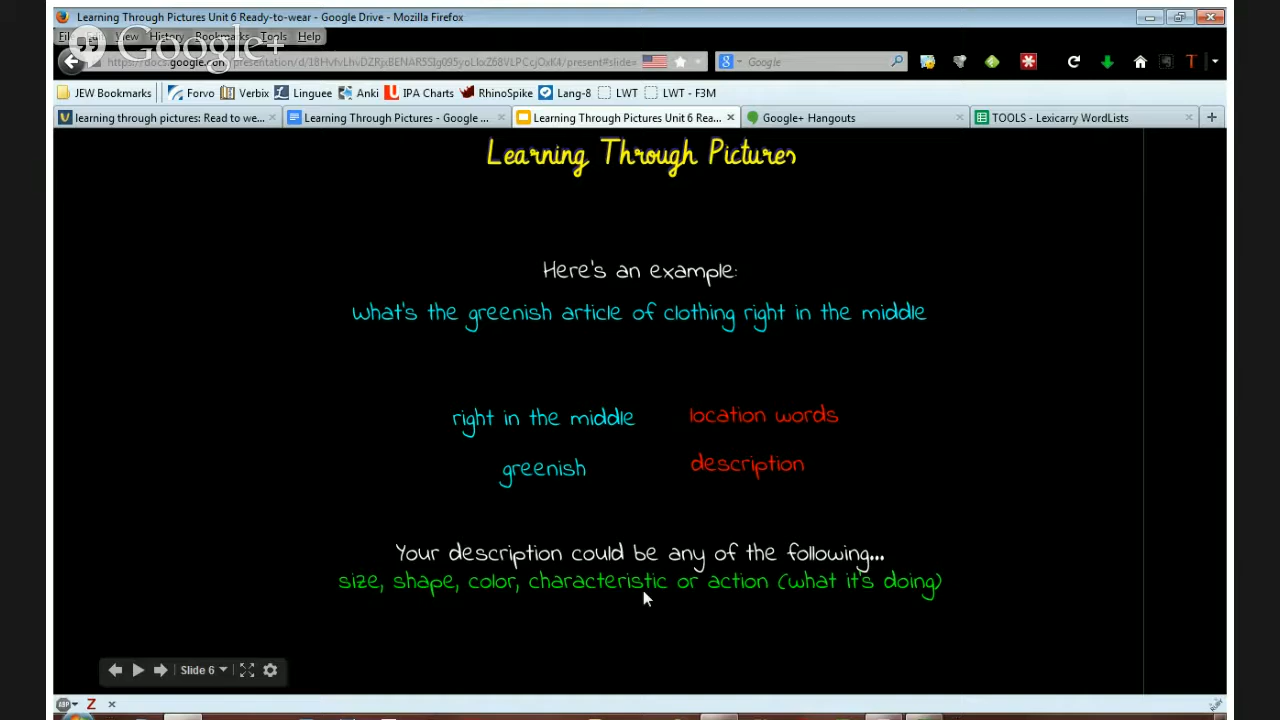 Learning Through Pictures Unit 6 Ready-to-wear - Google Drive - Mozilla Firefox
View History Bookmarks Tools Help
Google+
Google
JEW Bookmarks Forvo Verbix Linguee Anki IPA Charts RhinoSpike Lang-8 LWT LWT - F3M
learning through pictures: Read to we... Learning Through Pictures - Google ... Learning Through Pictures Unit 6 Rea... Google+ Hangouts TOOLS - Lexicarry WordLists
Learning Through Pictures
Here's an example:
What's the greenish article of clothing right in the middle
right in the middle location words
greenish description
Your description could be any of the following...
size, shape, color, characteristic or action (what it's doing)
Slide 6
ABP Z